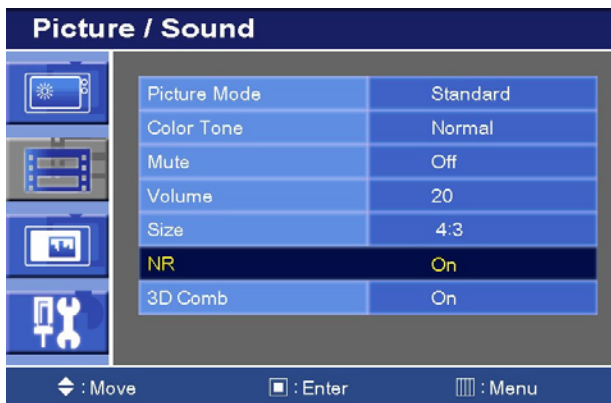 Picture / Sound
Picture Mode Standard
Color Tone Normal
Mute Off
Volume 20
Size 4:3
NR On
3D Comb On
: Move : Enter : Menu